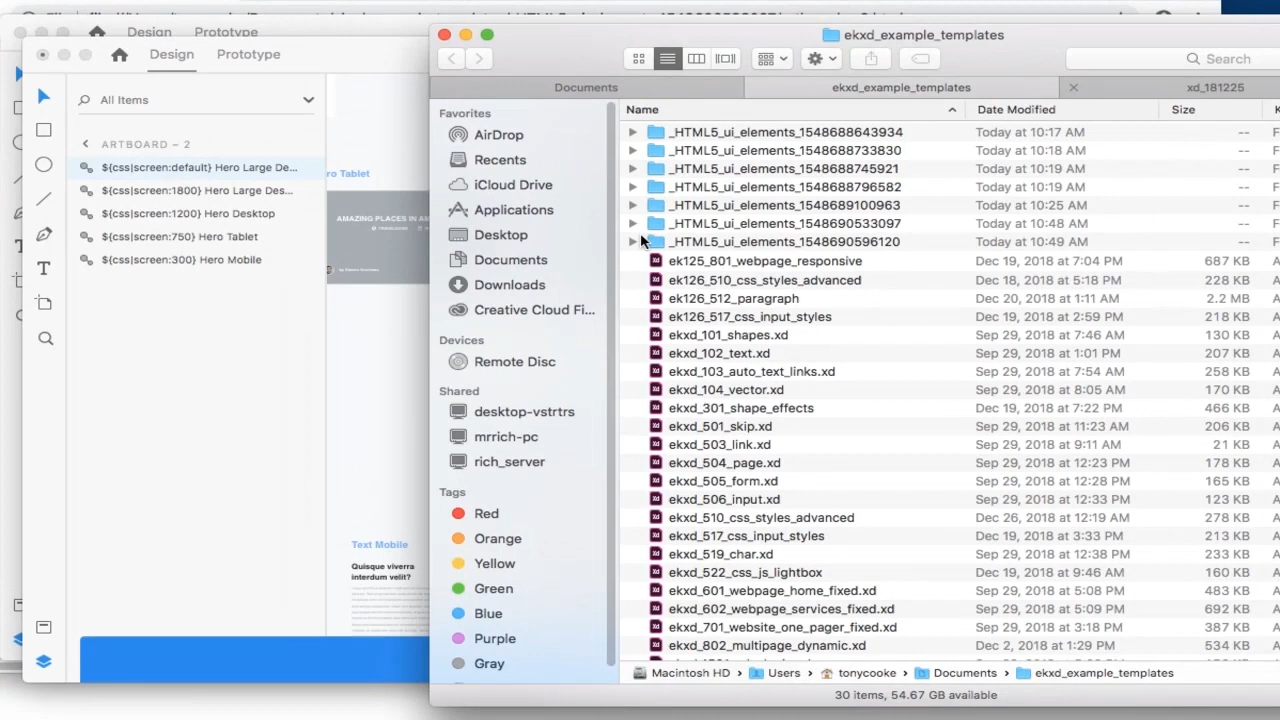 Design Prototype
Design Prototype
All Items
ARTBOARD – 2
${css|screen:default} Hero Large De...
${css|screen:1800} Hero Large Des...
${css|screen:1200} Hero Desktop
${css|screen:750} Hero Tablet
${css|screen:300} Hero Mobile
ro Tablet
AMAZING PLACES IN AM
Text Mobile
Quisque viverra
interdum velit?
ekxd_example_templates
Search
Documents ekxd_example_templates xd_181225
Favorites
AirDrop
Recents
iCloud Drive
Applications
Desktop
Documents
Downloads
Creative Cloud Fi...
Devices
Remote Disc
Shared
desktop-vstrtrs
mrrich-pc
rich_server
Tags
Red
Orange
Yellow
Green
Blue
Purple
Gray
Name Date Modified Size
_HTML5_ui_elements_1548688643934 Today at 10:17 AM --
_HTML5_ui_elements_1548688733830 Today at 10:18 AM --
_HTML5_ui_elements_1548688745921 Today at 10:19 AM --
_HTML5_ui_elements_1548688796582 Today at 10:19 AM --
_HTML5_ui_elements_1548689100963 Today at 10:25 AM --
_HTML5_ui_elements_1548690593097 Today at 10:48 AM --
_HTML5_ui_elements_1548690596120 Today at 10:49 AM --
ek125_801_webpage_responsive Dec 19, 2018 at 7:04 PM 687 KB
ek126_510_css_styles_advanced Dec 18, 2018 at 5:18 PM 228 KB
ek126_512_paragraph Dec 20, 2018 at 1:11 AM 2.2 MB
ek126_517_css_input_styles Dec 19, 2018 at 2:59 PM 218 KB
ekxd_101_shapes.xd Sep 29, 2018 at 7:46 AM 130 KB
ekxd_102_text.xd Sep 29, 2018 at 1:01 PM 207 KB
ekxd_103_auto_text_links.xd Sep 29, 2018 at 7:54 AM 258 KB
ekxd_104_vector.xd Sep 29, 2018 at 8:05 AM 170 KB
ekxd_301_shape_effects Dec 19, 2018 at 7:22 PM 466 KB
ekxd_501_skip.xd Sep 29, 2018 at 11:23 AM 206 KB
ekxd_503_link.xd Sep 29, 2018 at 9:11 AM 21 KB
ekxd_504_page.xd Sep 29, 2018 at 12:23 PM 178 KB
ekxd_505_form.xd Sep 29, 2018 at 12:28 PM 165 KB
ekxd_506_input.xd Sep 29, 2018 at 12:33 PM 123 KB
ekxd_510_css_styles_advanced Dec 26, 2018 at 12:19 AM 278 KB
ekxd_517_css_input_styles Dec 19, 2018 at 3:33 PM 213 KB
ekxd_519_char.xd Sep 29, 2018 at 12:38 PM 233 KB
ekxd_522_css_js_lightbox Dec 19, 2018 at 9:46 AM 160 KB
ekxd_601_webpage_home_fixed.xd Sep 29, 2018 at 5:08 PM 483 KB
ekxd_602_webpage_services_fixed.xd Sep 29, 2018 at 5:09 PM 692 KB
ekxd_701_website_one_pager_fixed.xd Sep 29, 2018 at 3:18 PM 387 KB
ekxd_802_multipage_dynamic.xd Dec 2, 2018 at 1:29 PM 534 KB
Macintosh HD Users tonycooke Documents ekxd_example_templates
30 items, 54.67 GB available